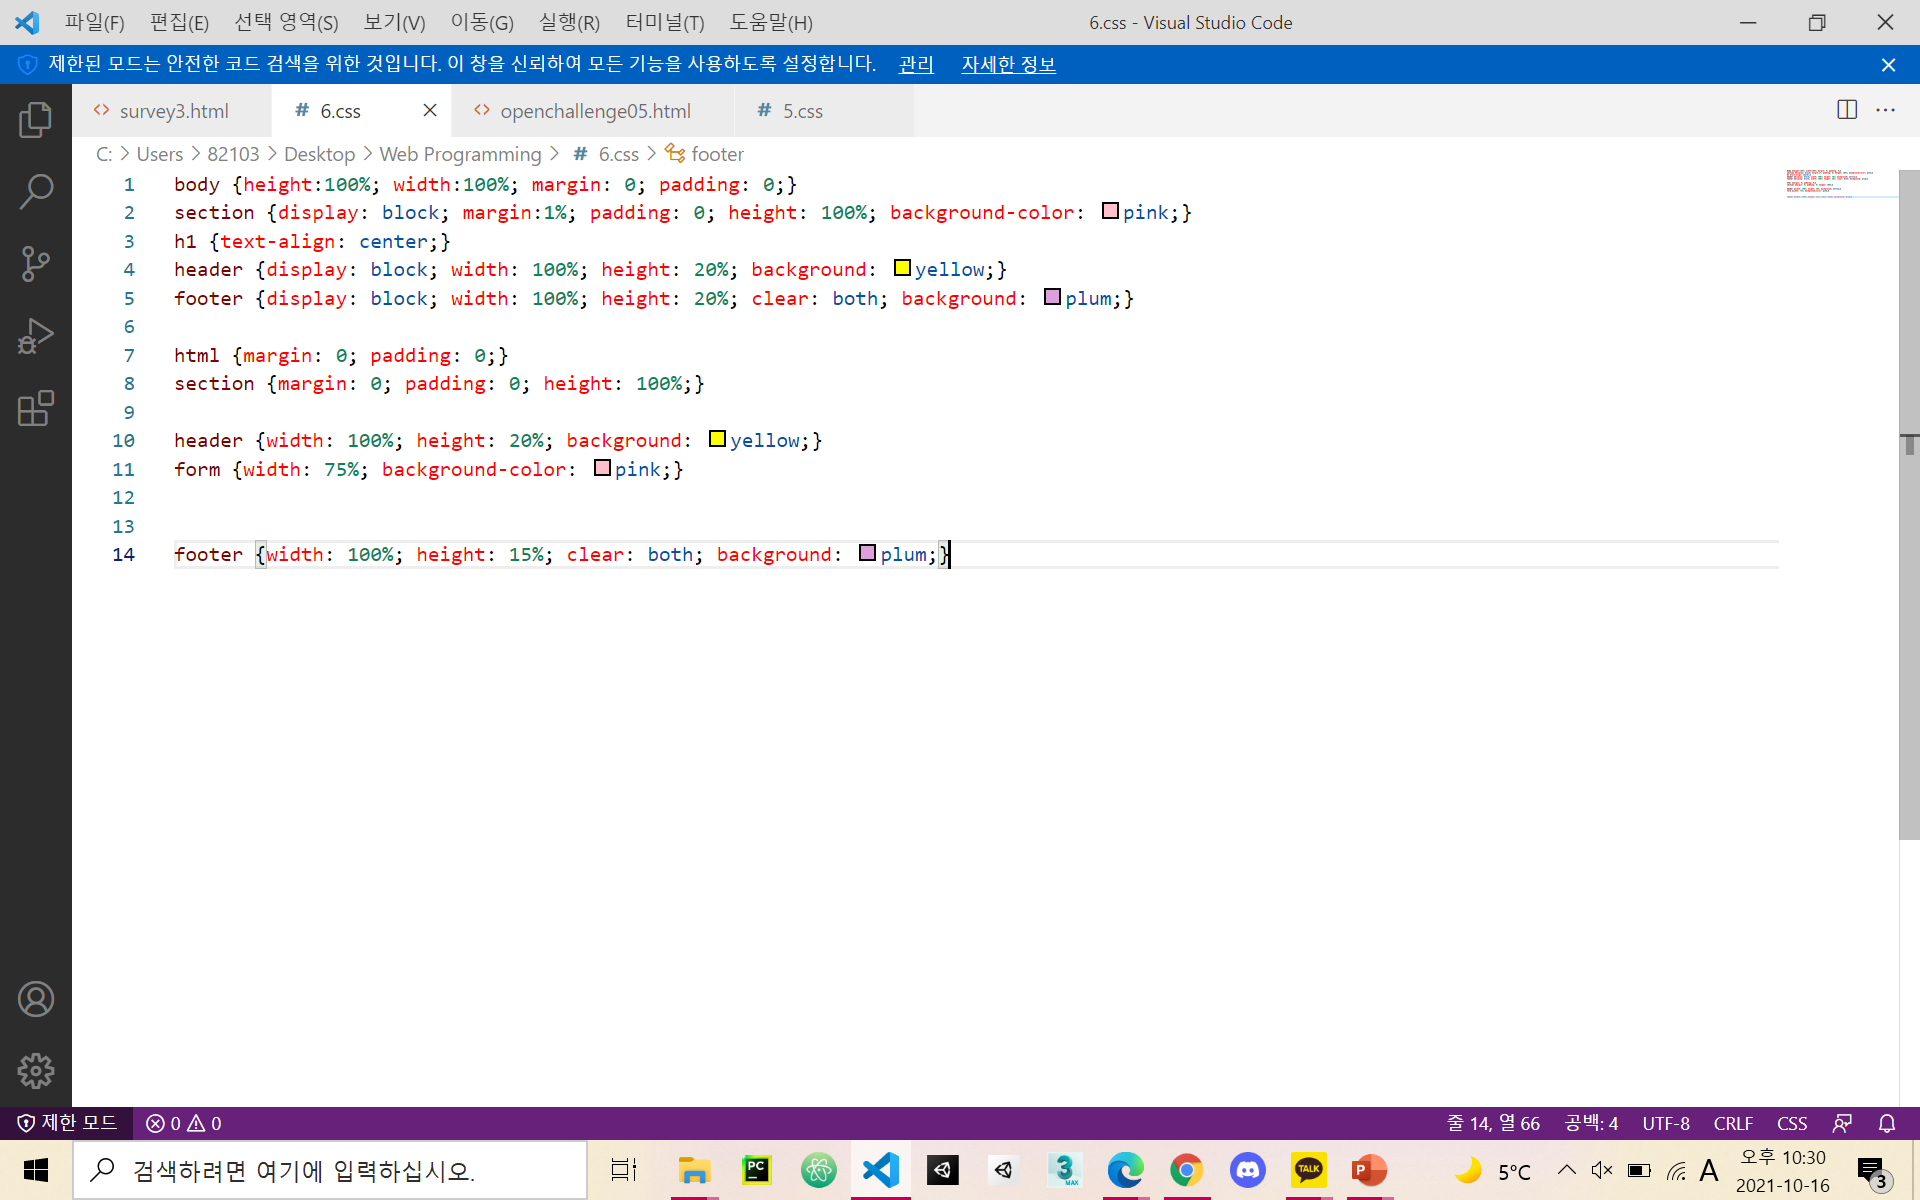 파일(F) 편집(E) 선택 영역(S) 보기(V) 이동(G) 실행(R) 터미널(T) 도움말(H) 6.css - Visual Studio Code
제한된 모드는 안전한 코드 검색을 위한 것입니다. 이 창을 신뢰하여 모든 기능을 사용하도록 설정합니다. 관리 자세한 정보
<> survey3.html # 6.css <> openchallenge05.html # 5.css
C: > Users > 82103 > Desktop > Web Programming > # 6.css > footer
1 body {height:100%; width:100%; margin: 0; padding: 0;}
2 section {display: block; margin:1%; padding: 0; height: 100%; background-color: pink;}
3 h1 {text-align: center;}
4 header {display: block; width: 100%; height: 20%; background: yellow;}
5 footer {display: block; width: 100%; height: 20%; clear: both; background: plum;}
6
7 html {margin: 0; padding: 0;}
8 section {margin: 0; padding: 0; height: 100%;}
9
10 header {width: 100%; height: 20%; background: yellow;}
11 form {width: 75%; background-color: pink;}
12
13
14 footer {width: 100%; height: 15%; clear: both; background: plum;}
제한 모드 0 0 줄 14, 열 66 공백: 4 UTF-8 CRLF CSS
검색하려면 여기에 입력하십시오. PC 3 MAX TALK P 5°C A 오후 10:30
2021-10-16 3